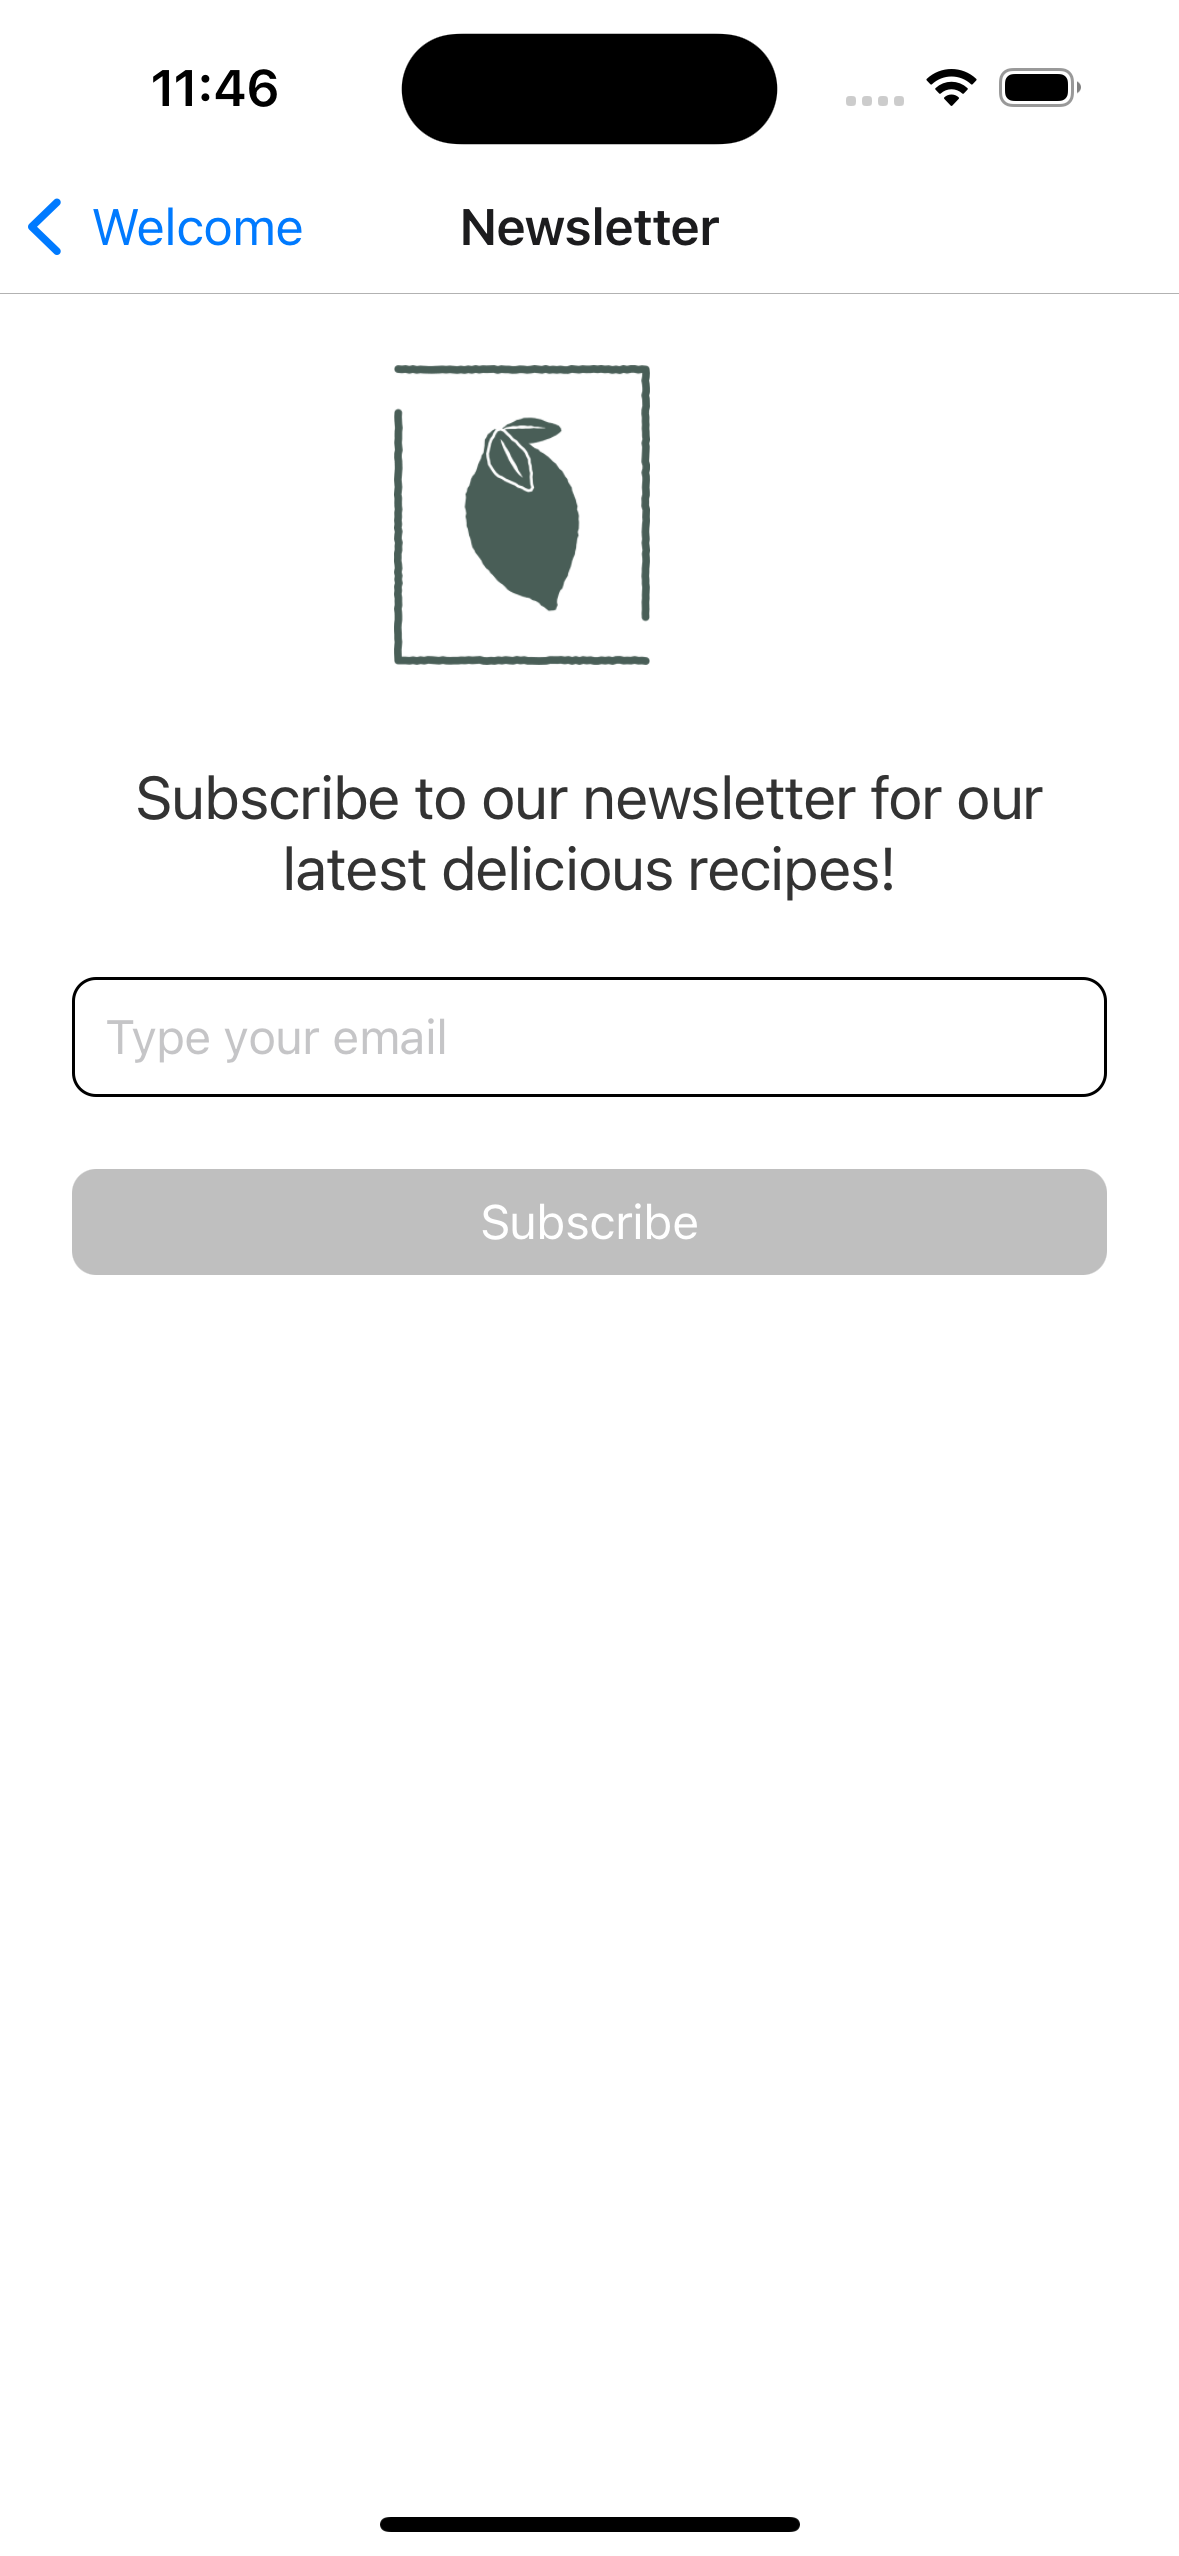 11:46
Welcome
Newsletter
Subscribe to our newsletter for our
latest delicious recipes!
Type your email
Subscribe